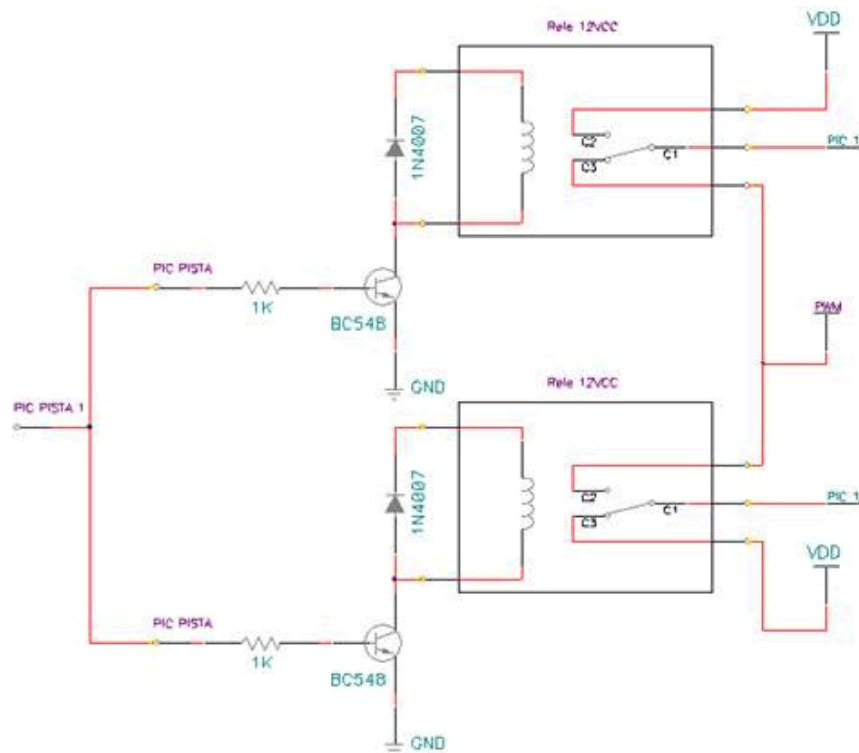 Rele 12VCC
VDD
1N4007
C2
C3
C1
PIC_1
PIC PISTA
1K
BC548
GND
PWM
Rele 12VCC
PIC PISTA 1
1N4007
C2
C3
C1
PIC_1
VDD
PIC PISTA
1K
BC548
GND